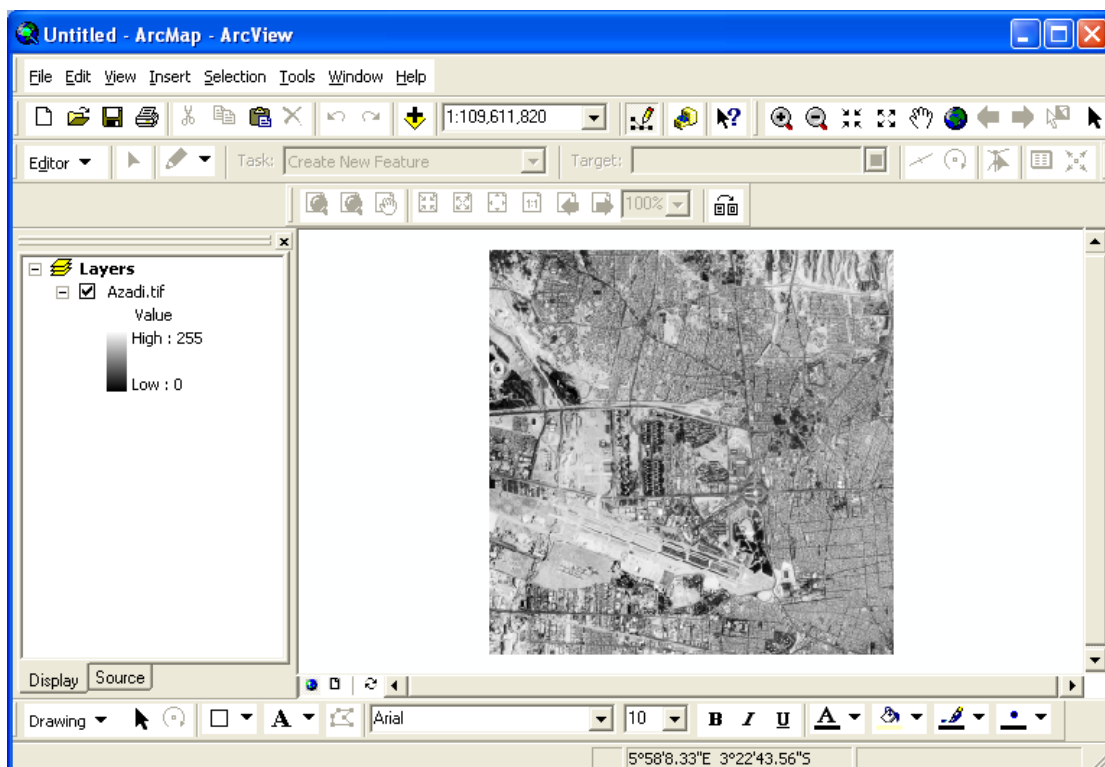 Untitled - ArcMap - ArcView
File Edit View Insert Selection Tools Window Help
1:109,611,820
Editor Task: Create New Feature Target:
1:1 100%
Layers
Azadi.tif
Value
High : 255
Low : 0
Display Source
Drawing A Arial 10 B I U A
5°58'8.33"E 3°22'43.56"S